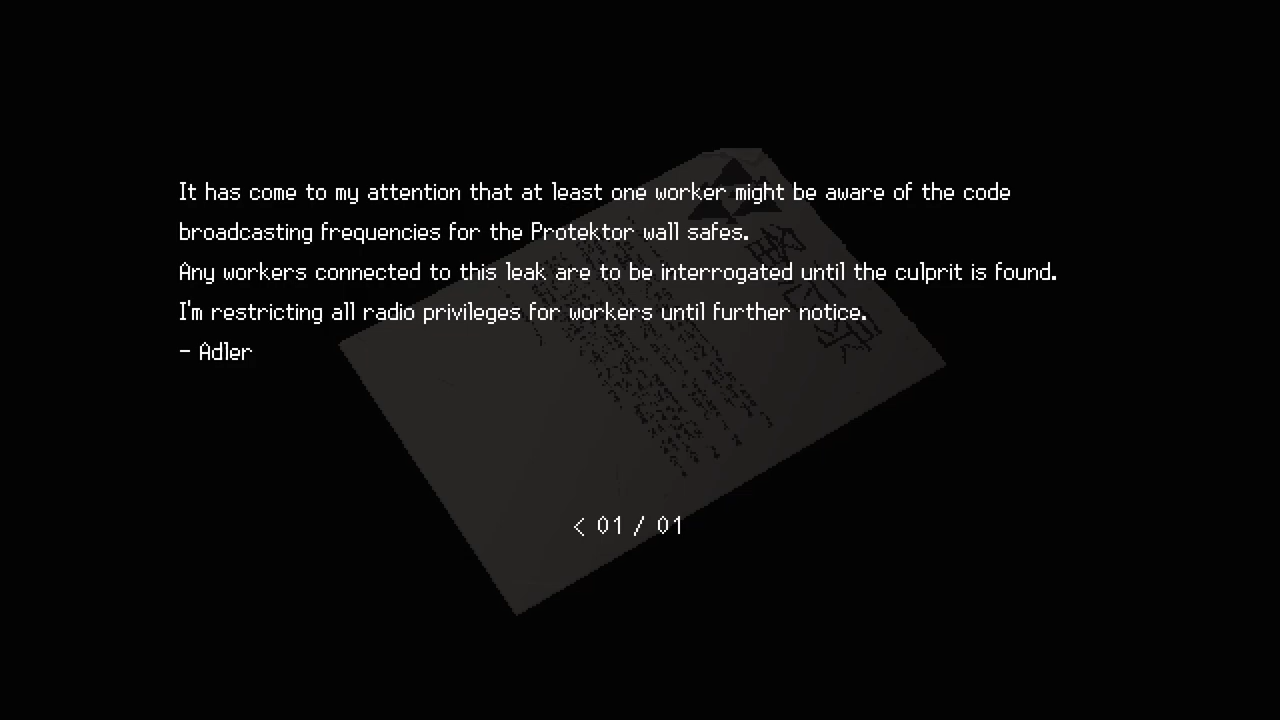 It has come to my attention that at least one worker might be aware of the code
broadcasting frequencies for the Protektor wall safes.
Any workers connected to this leak are to be interrogated until the culprit is found.
I'm restricting all radio privileges for workers until further notice.
- Adler
< 01 / 01